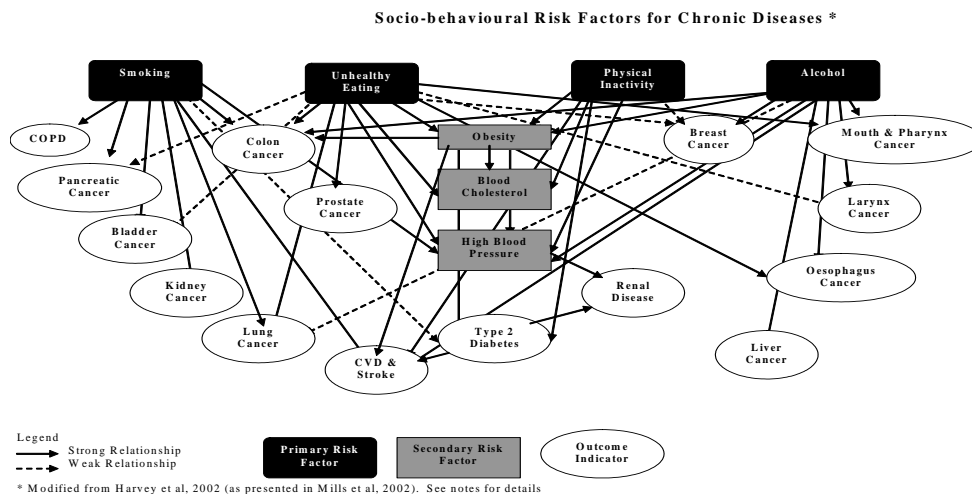 Socio-behavioural Risk Factors for Chronic Diseases *
Smoking
Unhealthy
Eating
Physical
Inactivity
Alcohol
COPD
Colon
Cancer
Obesity
Breast
Cancer
Mouth & Pharynx
Cancer
Pancreatic
Cancer
Prostate
Cancer
Blood
Cholesterol
Larynx
Cancer
Bladder
Cancer
High Blood
Pressure
Kidney
Cancer
Renal
Disease
Oesophagus
Cancer
Lung
Cancer
CVD &
Stroke
Type 2
Diabetes
Liver
Cancer
Legend
Strong Relationship
Weak Relationship
Primary Risk
Factor
Secondary Risk
Factor
Outcome
Indicator
* Modified from Harvey et al, 2002 (as presented in Mills et al, 2002). See notes for details